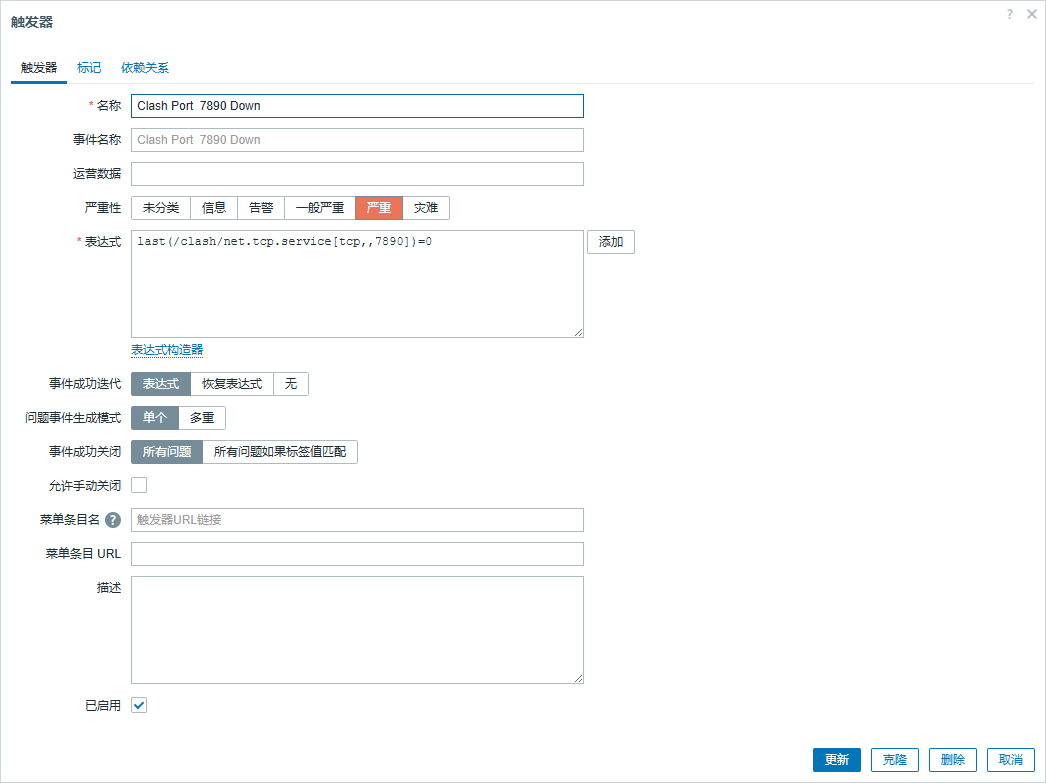 触发器
? ×
触发器 标记 依赖关系
* 名称 Clash Port  7890 Down
事件名称 Clash Port  7890 Down
运营数据
严重性 未分类 信息 告警 一般严重 严重 灾难
* 表达式 last(/clash/net.tcp.service[tcp,,7890])=0 添加
表达式构造器
事件成功迭代 表达式 恢复表达式 无
问题事件生成模式 单个 多重
事件成功关闭 所有问题 所有问题如果标签值匹配
允许手动关闭
菜单条目名 ? 触发器URL链接
菜单条目 URL
描述
已启用
更新 克隆 删除 取消